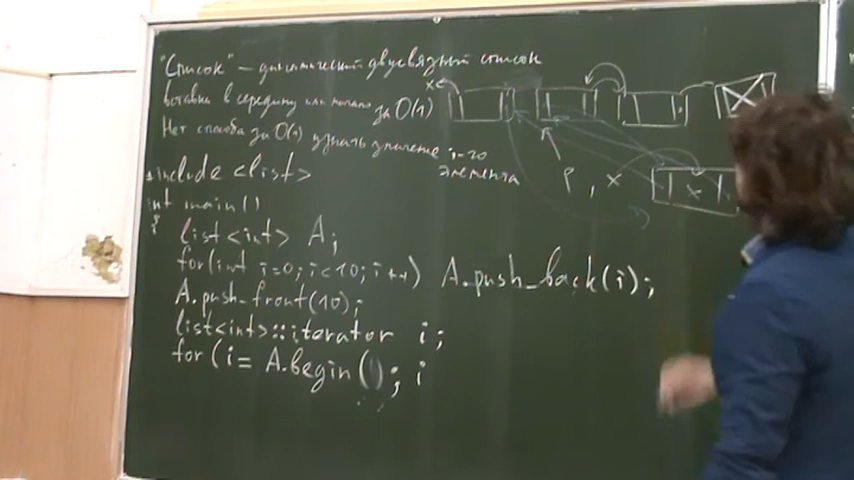 "Список" – динамический двусвязный список
вставка в середину или начало за O(1)
Нет способа за O(1) узнать значение i-го
элемента
#include <list>
int main()
{
list<int> A;
for(int i=0; i<10; i++) A.push_back(i);
A.push_front(10);
list<int>::iterator i;
for (i= A.begin(); i
x
p, x
x